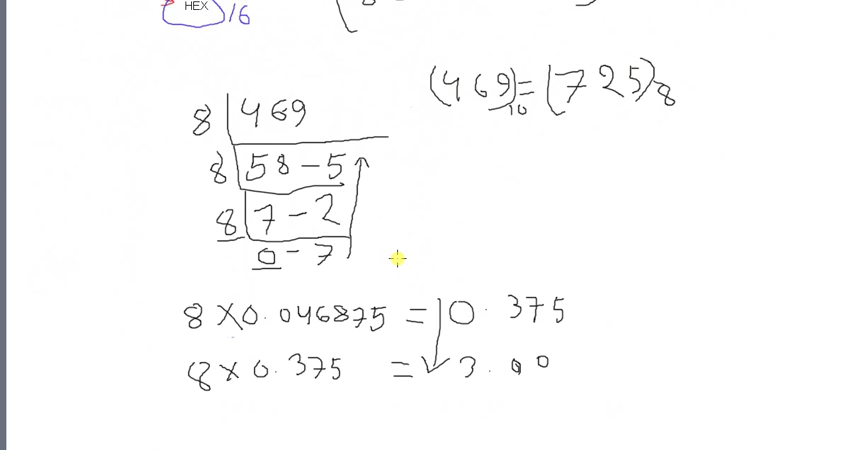 HEX
16
(469)10 = (725)8
8 469
8 58 - 5
8 7 - 2
0 - 7
8 × 0.046875 = 0.375
8 × 0.375 = 3.00